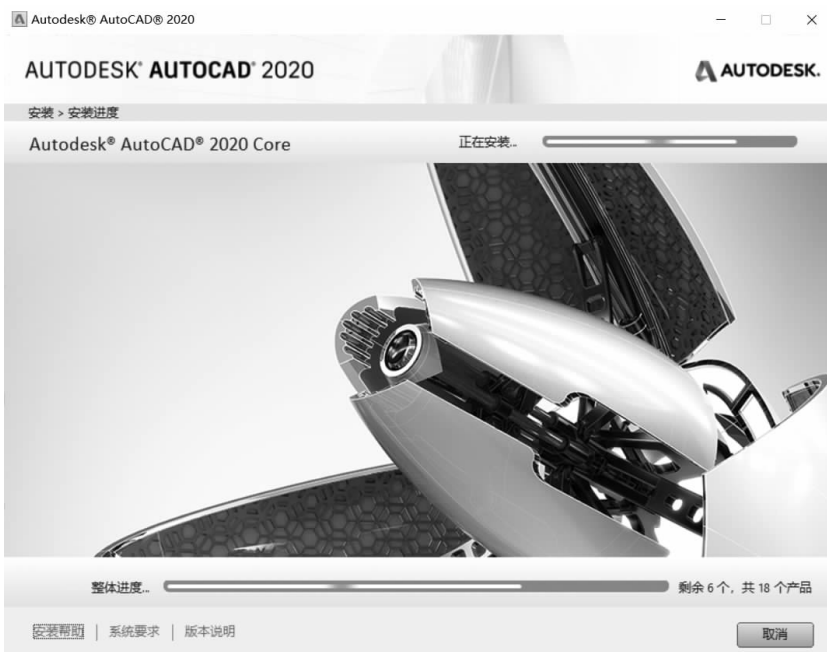 Autodesk® AutoCAD® 2020
AUTODESK® AUTOCAD® 2020
AUTODESK.
安装 > 安装进度
Autodesk® AutoCAD® 2020 Core
正在安装...
整体进度...
剩余 6 个，共 18 个产品
安装帮助 | 系统要求 | 版本说明
取消